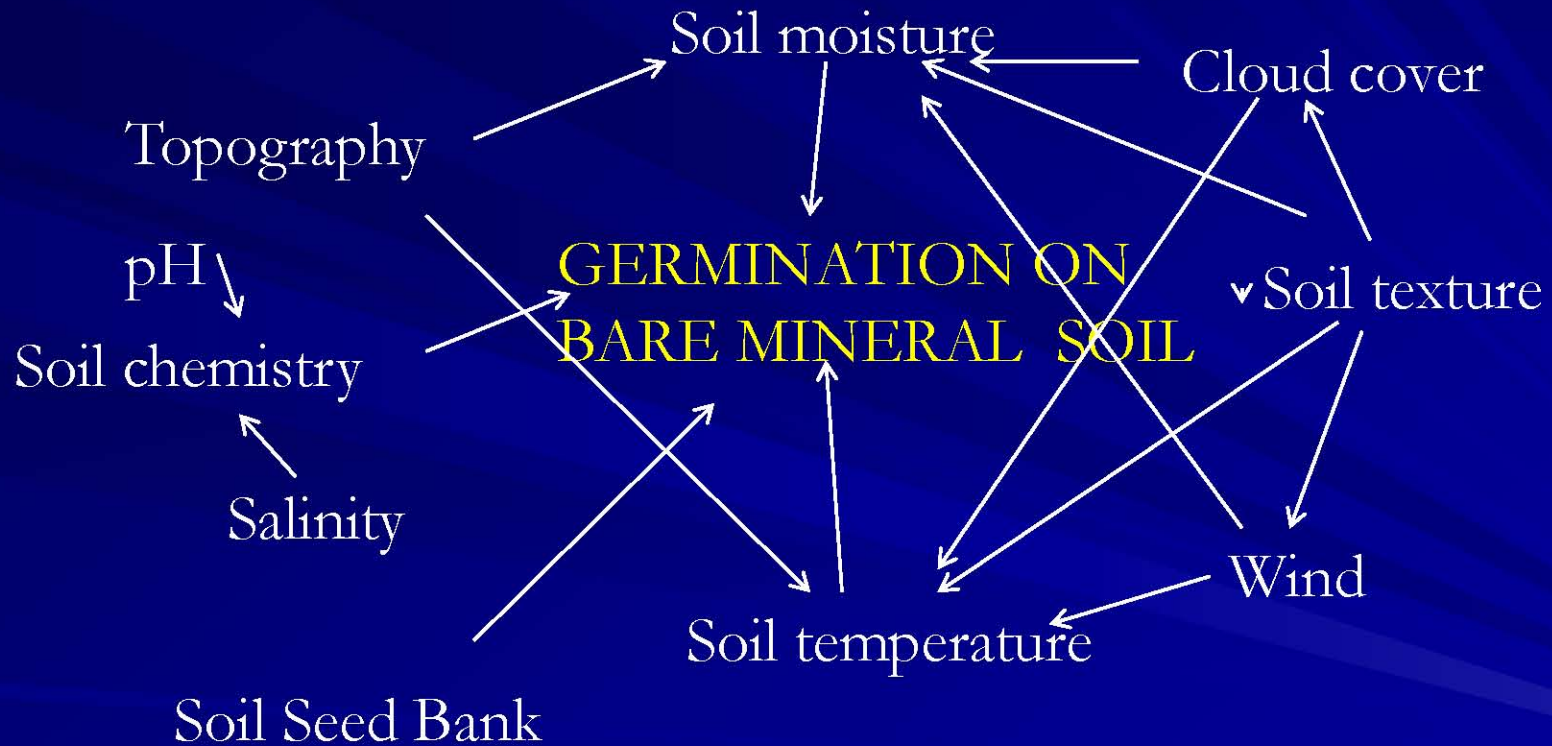 Soil moisture
Cloud cover
Topography
pH
GERMINATION ON
BARE MINERAL SOIL
Soil texture
Soil chemistry
Salinity
Wind
Soil temperature
Soil Seed Bank